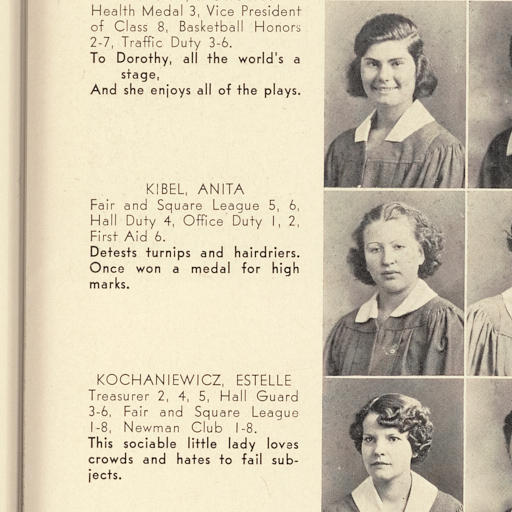 Health Medal 3, Vice President
of Class 8, Basketball Honors
2-7, Traffic Duty 3-6.
To Dorothy, all the world's a
stage,
And she enjoys all of the plays.
KIBEL, ANITA
Fair and Square League 5, 6,
Hall Duty 4, Office Duty 1, 2,
First Aid 6.
Detests turnips and hairdriers.
Once won a medal for high
marks.
KOCHANIEWICZ, ESTELLE
Treasurer 2, 4, 5, Hall Guard
3-6, Fair and Square League
1-8, Newman Club 1-8.
This sociable little lady loves
crowds and hates to fail sub-
jects.